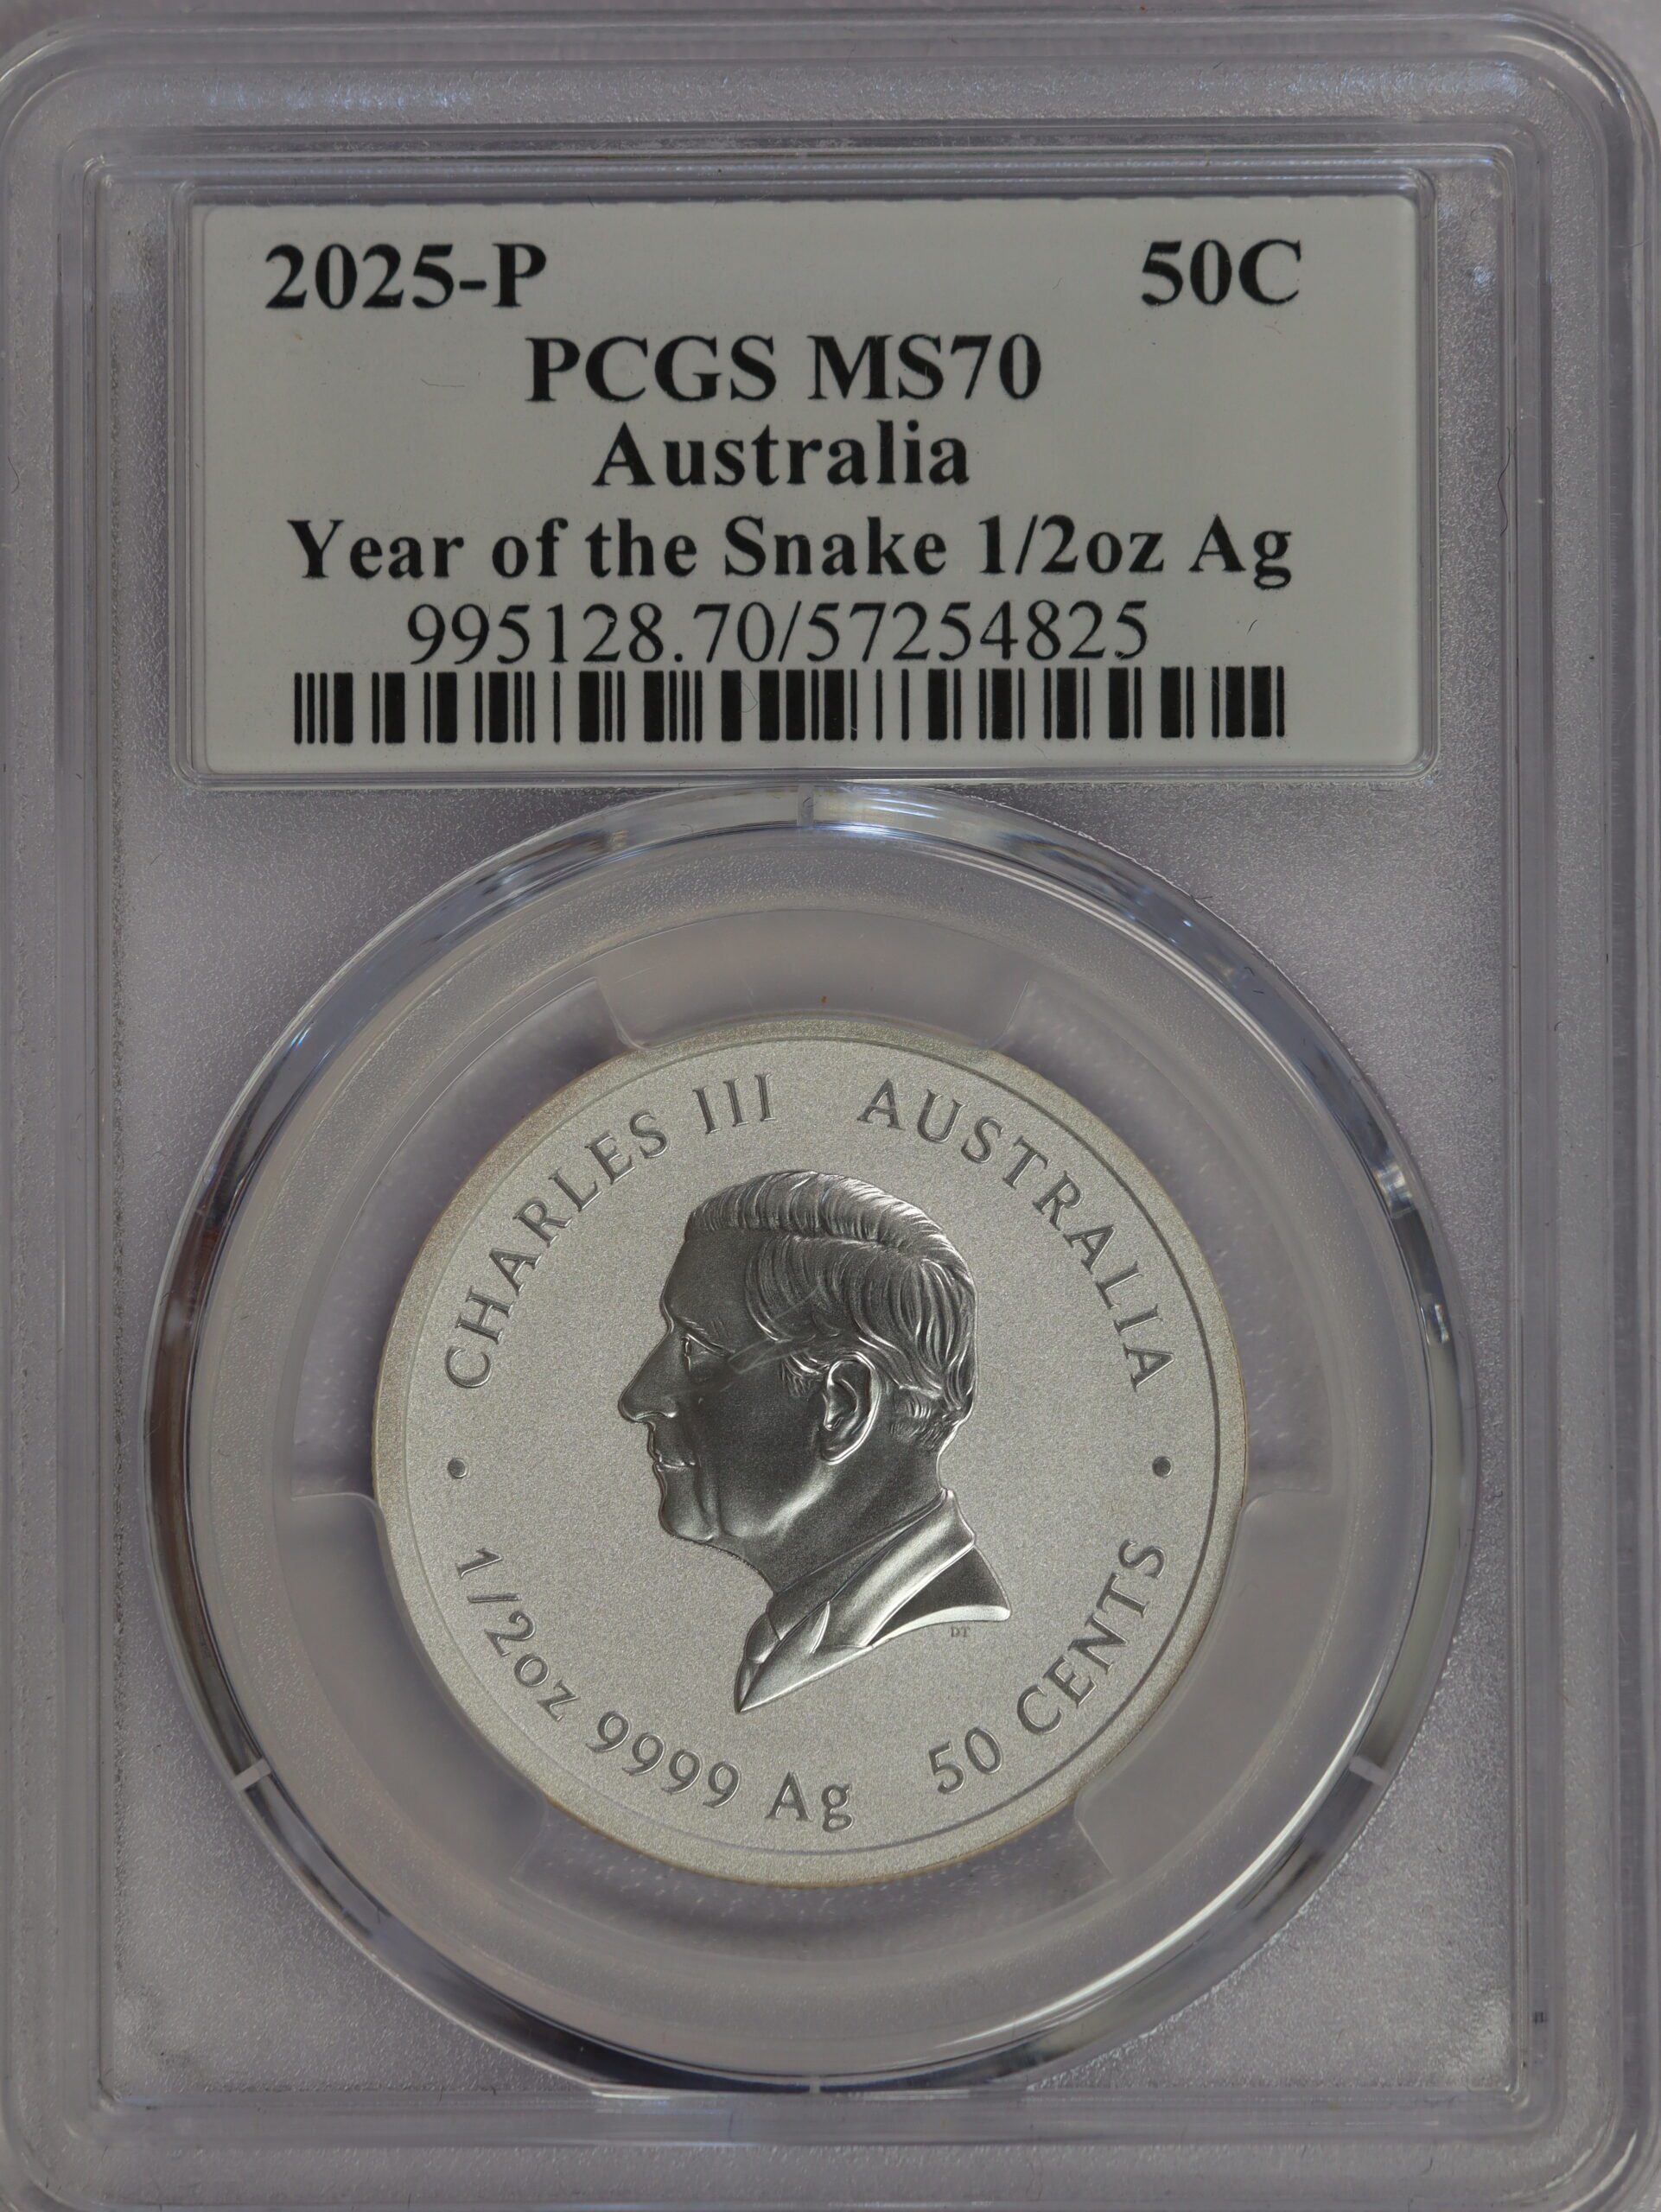 2025-P 50C
PCGS MS70
Australia
Year of the Snake 1/2oz Ag
995128.70/57254825
CHARLES III AUSTRALIA
DT
• 1/2oz 9999 Ag 50 CENTS •